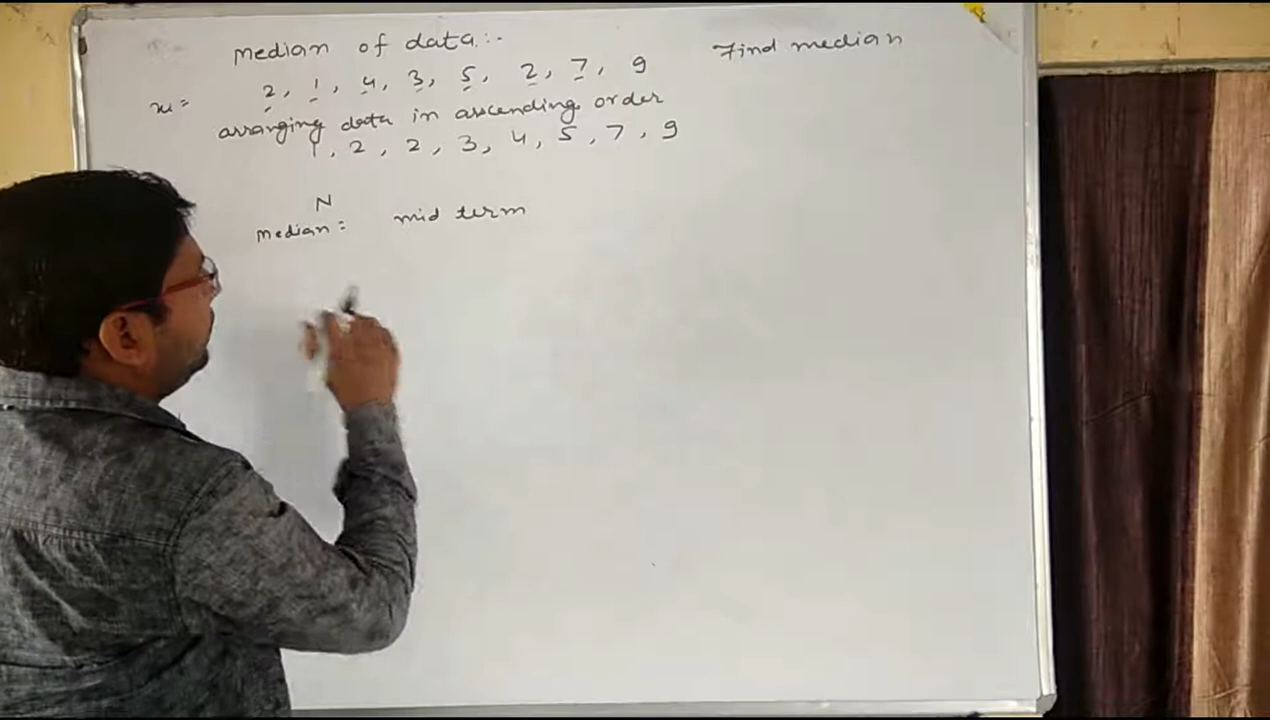 Median of data:-
Find median
x = 2, 1, 4, 3, 5, 2, 7, 9
arranging data in ascending order
1, 2, 2, 3, 4, 5, 7, 9
N
Median = mid term